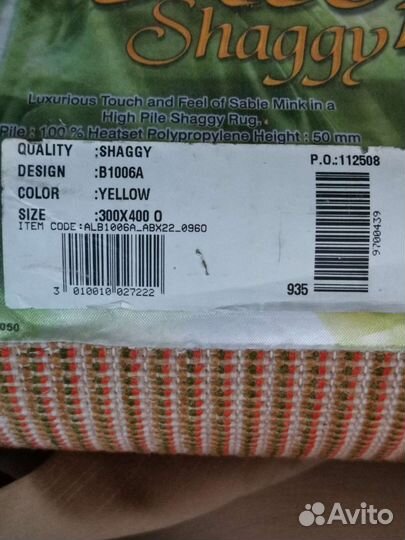 Shaggy
Luxurious Touch and Feel of Sable Mink in a
High Pile Shaggy Rug.
Pile : 100 % Heatset Polypropylene Height : 50 mm
QUALITY :SHAGGY
P.O.:112508
DESIGN :B1006A
COLOR :YELLOW
SIZE :300X400 O
ITEM CODE:ALB1006A_ABX22_0960
3 010010 027222
935
9700439
050
Avito